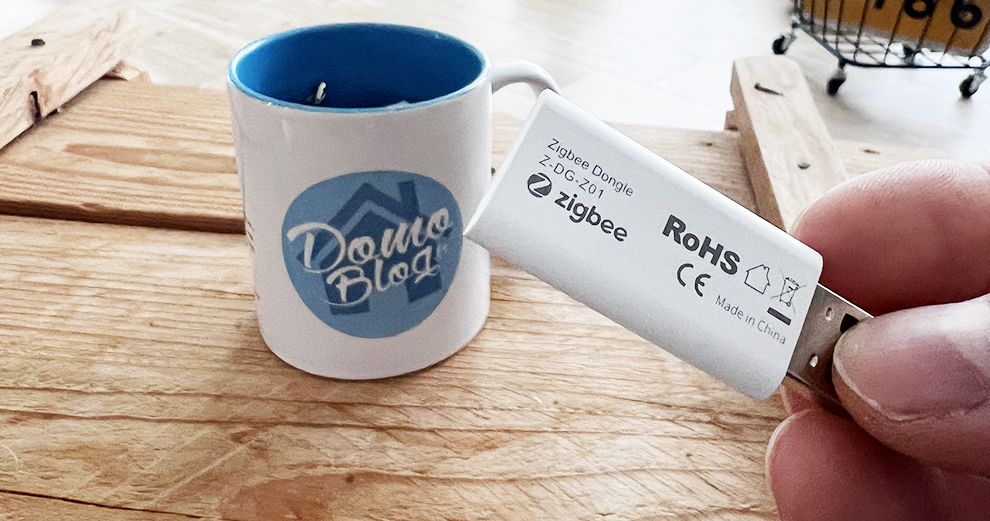 Domo
Blog
Zigbee Dongle
Z-DG-Z01
zigbee
RoHS
CE
Made in China